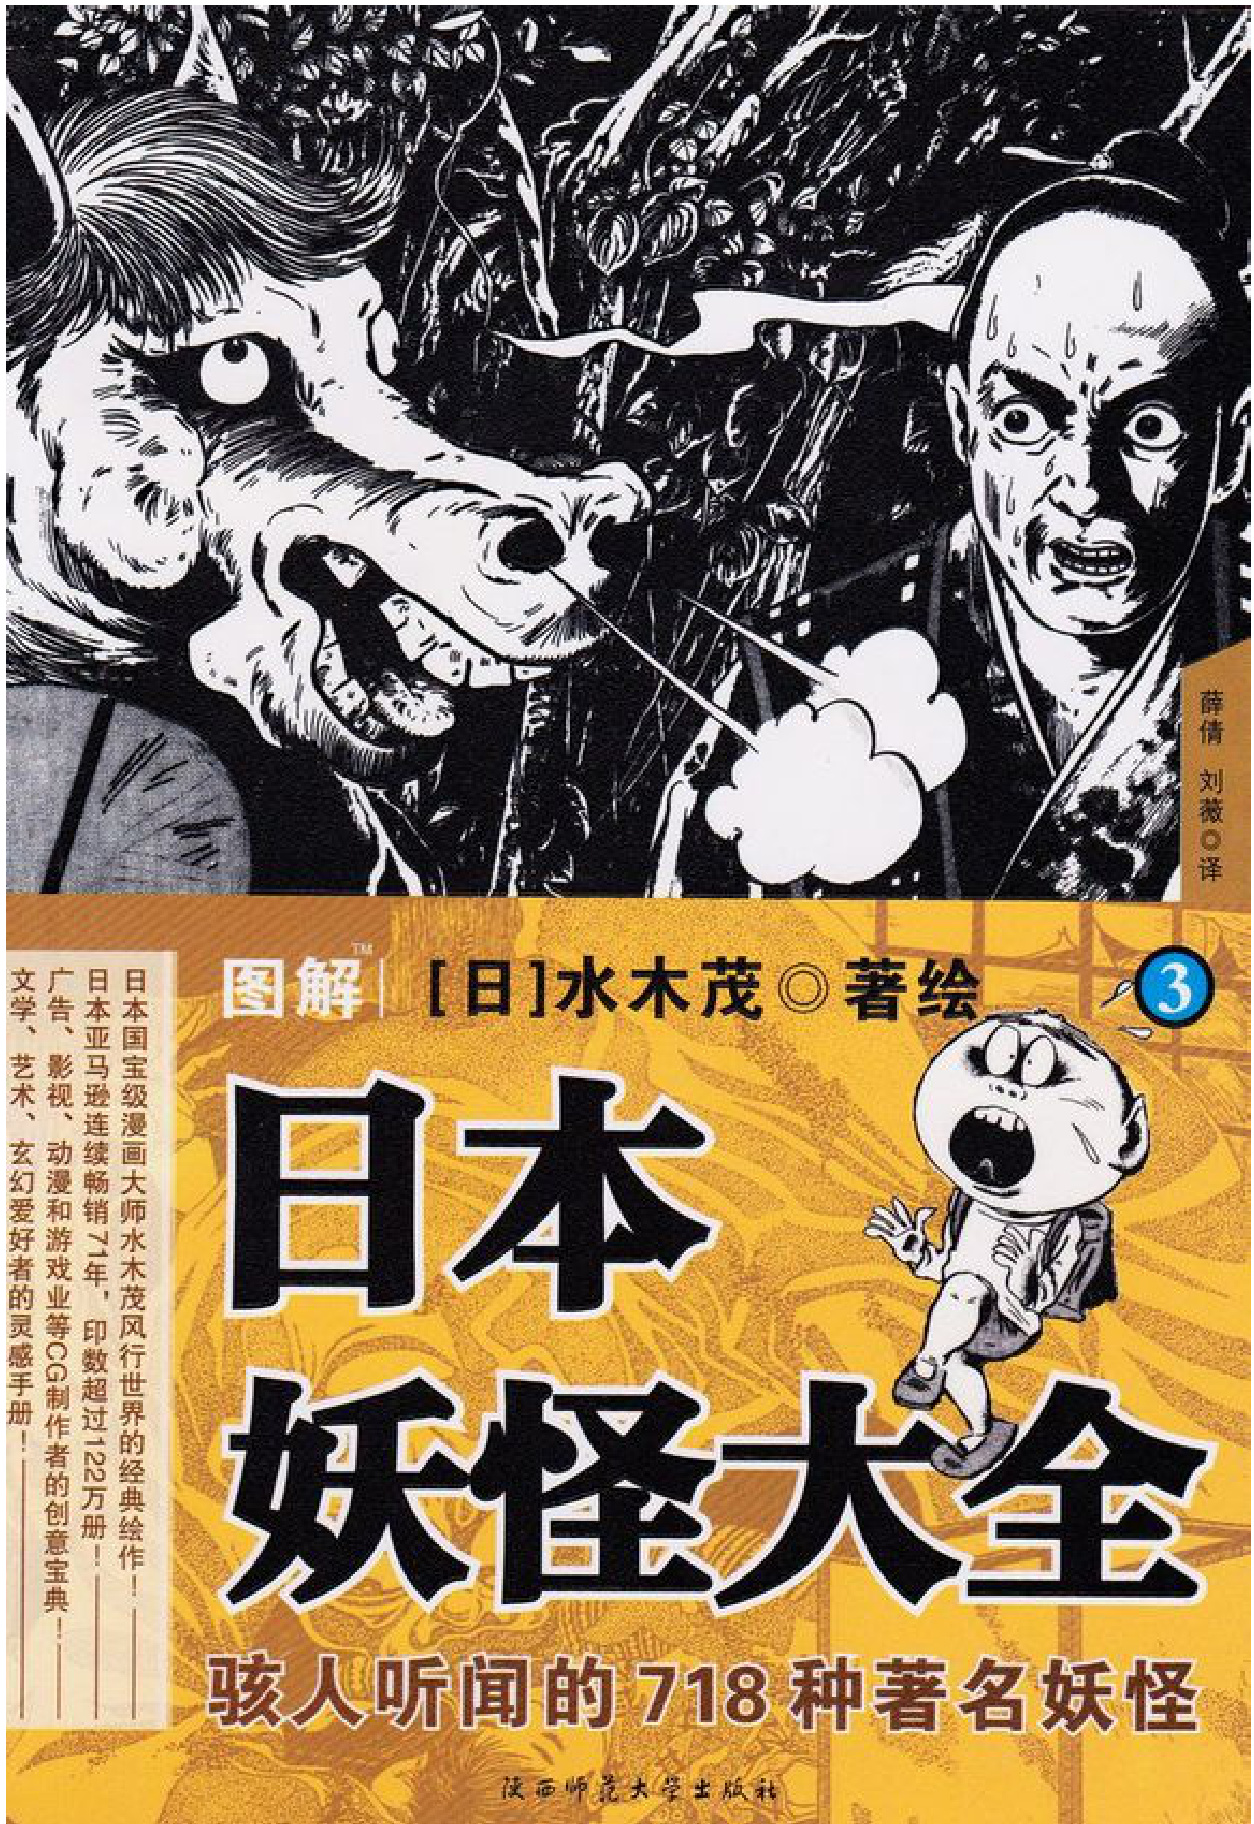 薛倩 刘薇◎译
图解™
[日]水木茂◎著绘
3
日本
妖怪大全
日本国宝级漫画大师水木茂风行世界的经典绘作！
日本亚马逊连续畅销71年，印数超过122万册！
广告、影视、动漫和游戏业等CG制作者的创意宝典！
文学、艺术、玄幻爱好者的灵感手册！
骇人听闻的718种著名妖怪
陕西师范大学出版社